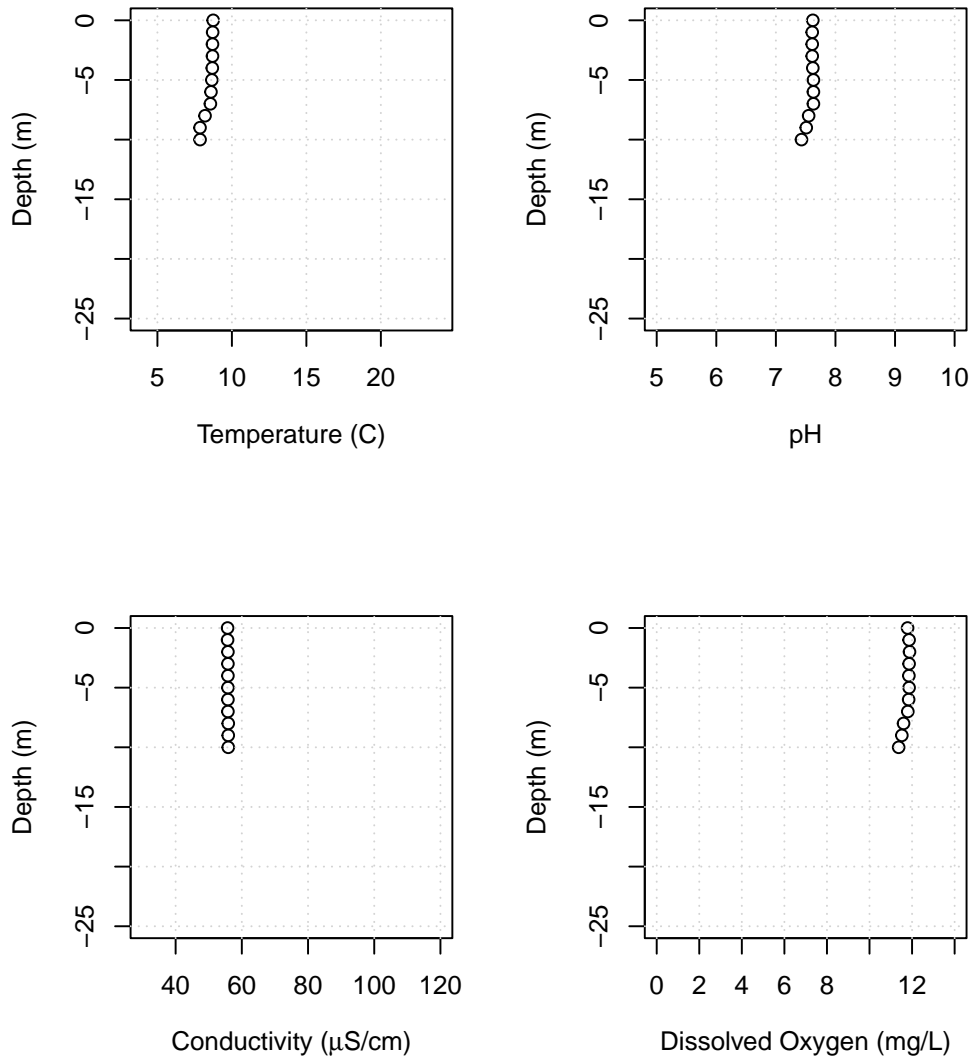 0
−5
−15
−25
Depth (m)
5 10 15 20
Temperature (C)
0
−5
−15
−25
Depth (m)
5 6 7 8 9 10
pH
0
−5
−15
−25
Depth (m)
40 60 80 100 120
Conductivity (μS/cm)
0
−5
−15
−25
Depth (m)
0 2 4 6 8 12
Dissolved Oxygen (mg/L)